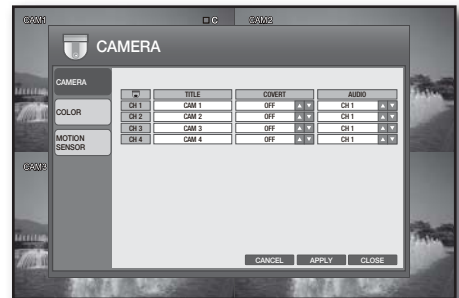 CAM1 C CAM2
CAMERA
CAMERA
COLOR
MOTION
SENSOR
TITLE COVERT AUDIO
CH 1 CAM 1 OFF CH 1
CH 2 CAM 2 OFF CH 1
CH 3 CAM 3 OFF CH 1
CH 4 CAM 4 OFF CH 1
CAM3
CANCEL APPLY CLOSE